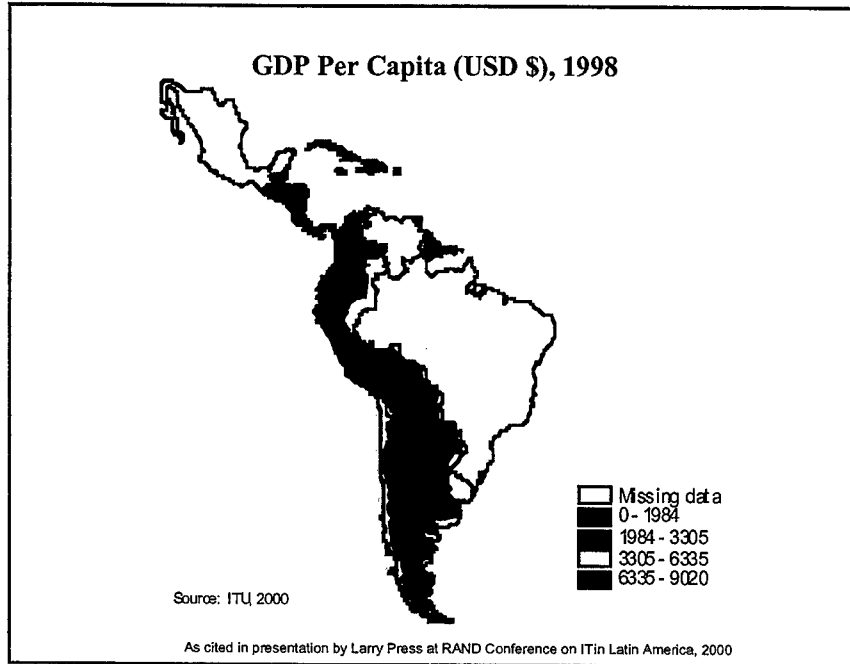 GDP Per Capita (USD $), 1998
Missing data
0 - 1984
1984 - 3305
3305 - 6335
6335 - 9020
Source: ITU, 2000
As cited in presentation by Larry Press at RAND Conference on ITin Latin America, 2000